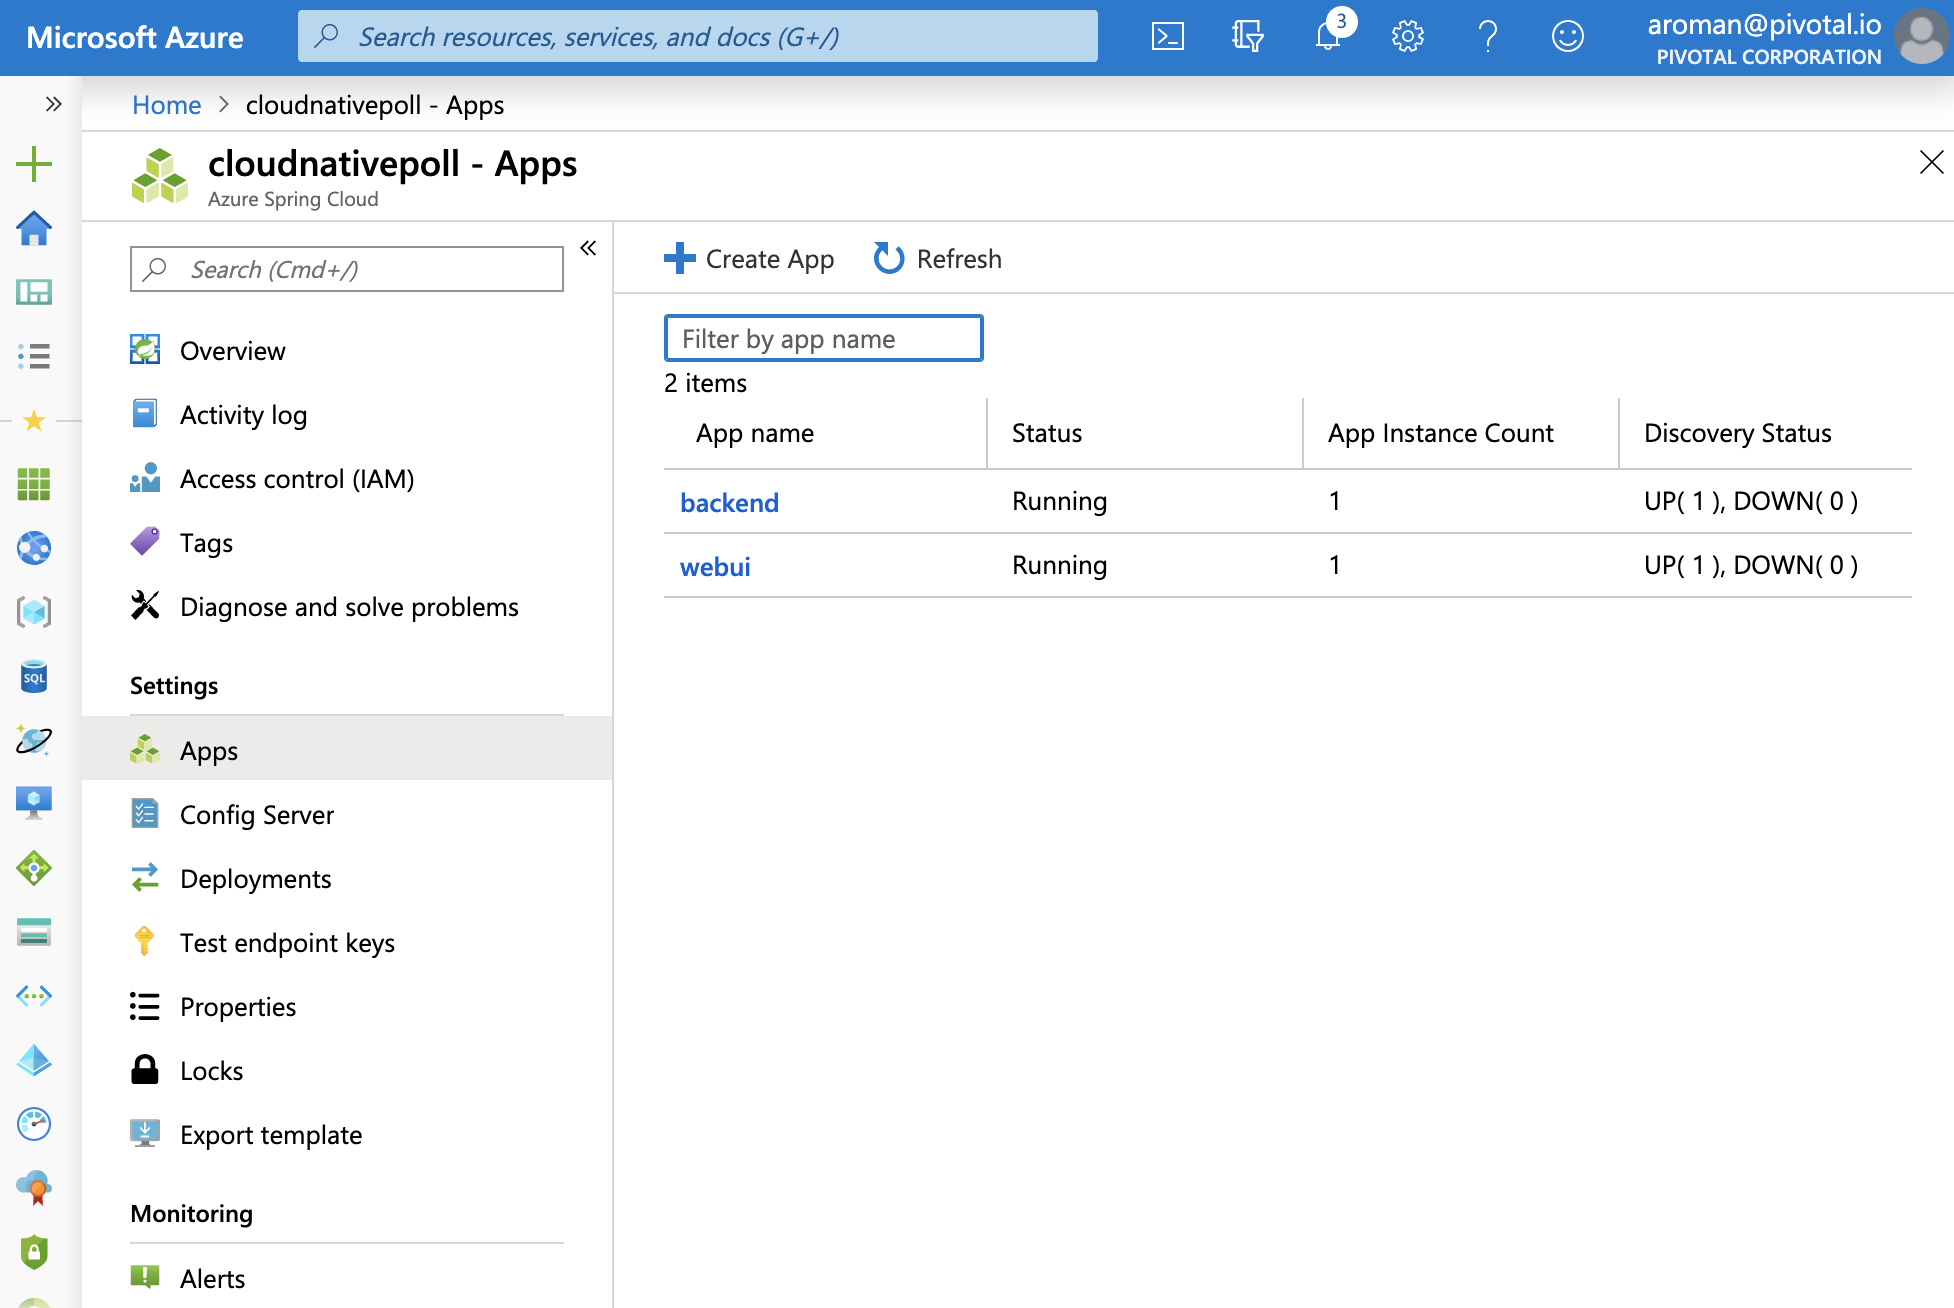 Microsoft Azure
Search resources, services, and docs (G+/)
3
aroman@pivotal.io
PIVOTAL CORPORATION
Home > cloudnativepoll - Apps
cloudnativepoll - Apps
Azure Spring Cloud
Search (Cmd+/)
Overview
Activity log
Access control (IAM)
Tags
Diagnose and solve problems
Settings
Apps
Config Server
Deployments
Test endpoint keys
Properties
Locks
Export template
Monitoring
Alerts
SQL
Create App Refresh
Filter by app name
2 items
App name Status App Instance Count Discovery Status
backend Running 1 UP( 1 ), DOWN( 0 )
webui Running 1 UP( 1 ), DOWN( 0 )